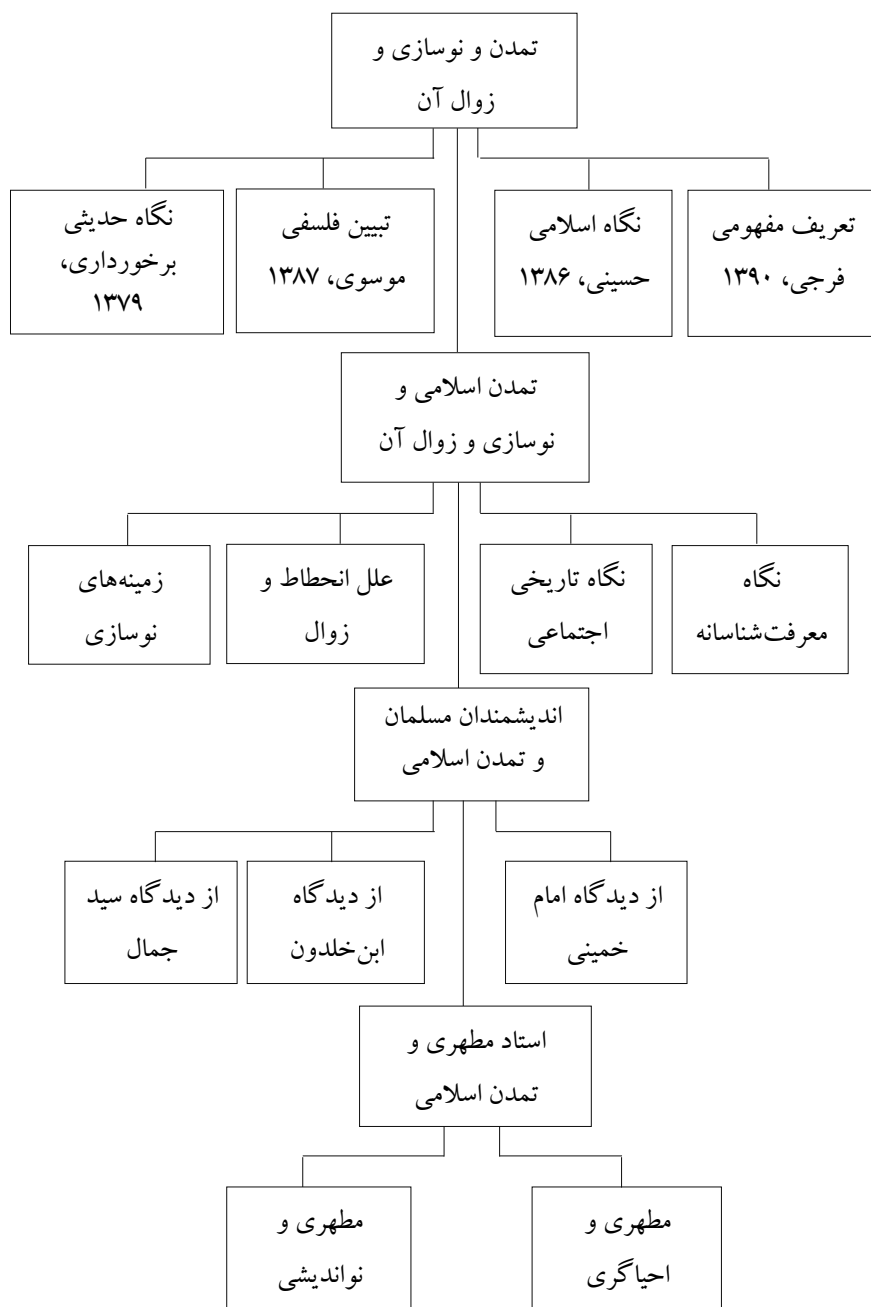 تمدن و نوسازی و
زوال آن
تعریف مفهومی
فرجی، ۱۳۹۰
نگاه اسلامی
حسینی، ۱۳۸۶
تبیین فلسفی
موسوی، ۱۳۸۷
نگاه حدیثی
برخورداری،
۱۳۷۹
تمدن اسلامی و
نوسازی و زوال آن
نگاه
معرفت‌شناسانه
نگاه تاریخی
اجتماعی
علل انحطاط و
زوال
زمینه‌های
نوسازی
اندیشمندان مسلمان
و تمدن اسلامی
از دیدگاه امام
خمینی
از دیدگاه
ابن‌خلدون
از دیدگاه سید
جمال
استاد مطهری و
تمدن اسلامی
مطهری و
احیاگری
مطهری و
نواندیشی